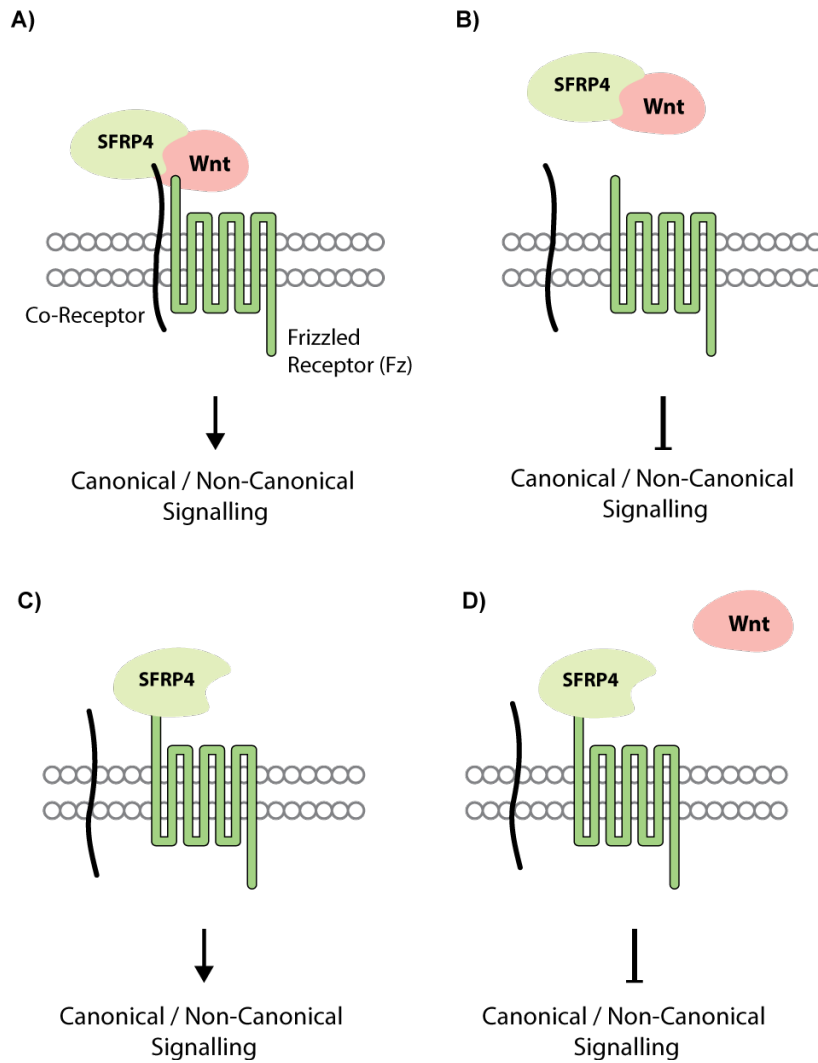 A)
SFRP4
Wnt
Co-Receptor
Frizzled
Receptor (Fz)
Canonical / Non-Canonical
Signalling
B)
SFRP4
Wnt
Canonical / Non-Canonical
Signalling
C)
SFRP4
Canonical / Non-Canonical
Signalling
D)
Wnt
SFRP4
Canonical / Non-Canonical
Signalling